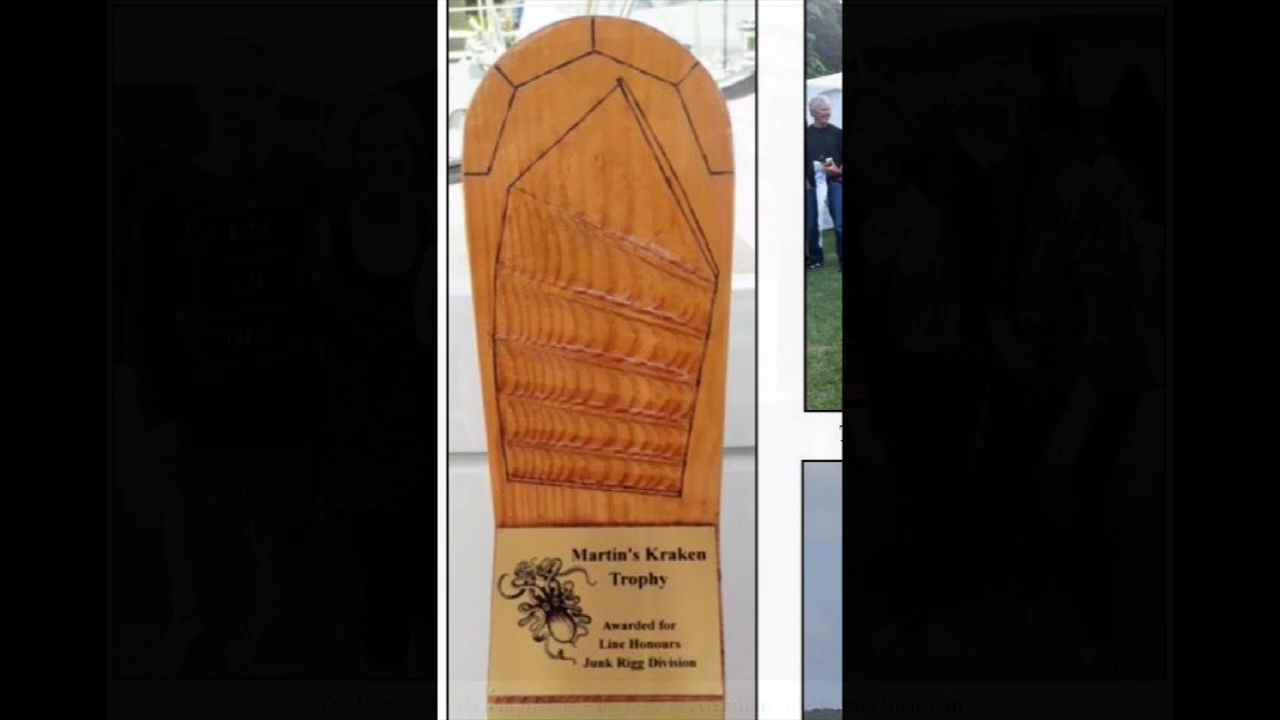 Martin's Kraken
Trophy
Awarded for
Line Honours
Junk Rigg Division